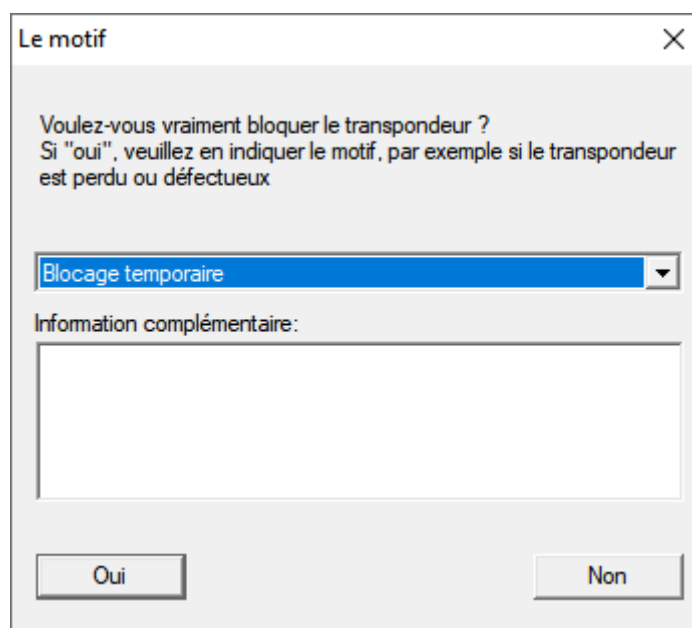 Le motif
Voulez-vous vraiment bloquer le transpondeur ?
Si "oui", veuillez en indiquer le motif, par exemple si le transpondeur
est perdu ou défectueux
Blocage temporaire
Information complémentaire:
Oui
Non